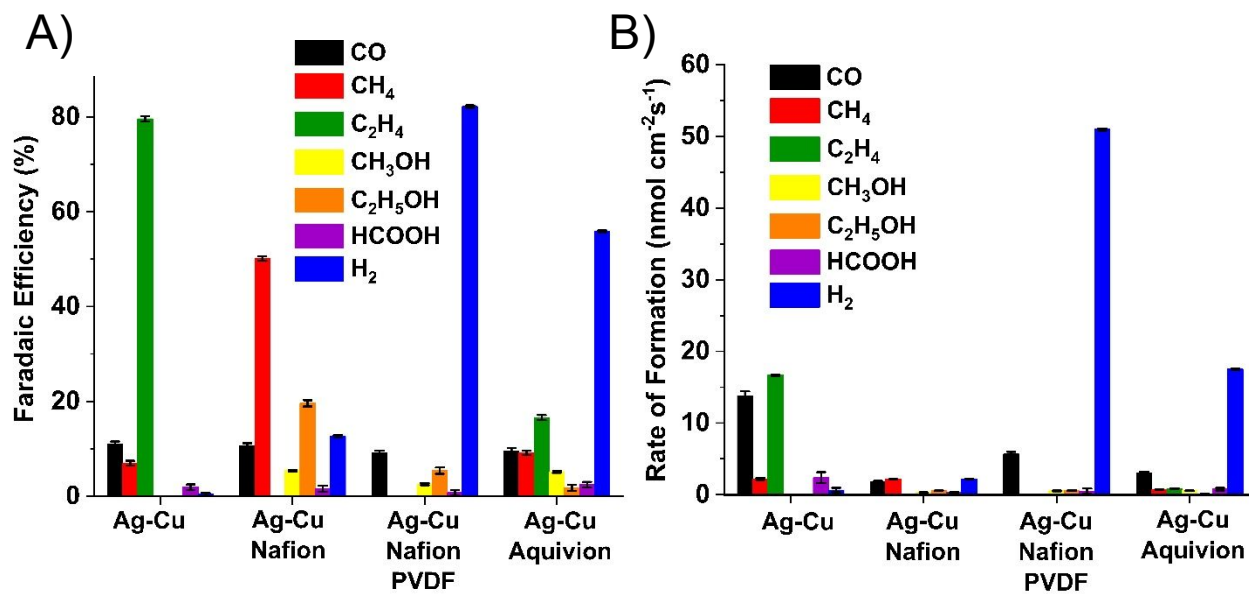 A)
Faradaic Efficiency (%)
80
60
40
20
0
CO
CH₄
C₂H₄
CH₃OH
C₂H₅OH
HCOOH
H₂
Ag-Cu
Ag-Cu
Nafion
Ag-Cu
Nafion
PVDF
Ag-Cu
Aquivion
B)
Rate of Formation (nmol cm⁻²s⁻¹)
60
50
40
30
20
10
0
CO
CH₄
C₂H₄
CH₃OH
C₂H₅OH
HCOOH
H₂
Ag-Cu
Ag-Cu
Nafion
Ag-Cu
Nafion
PVDF
Ag-Cu
Aquivion